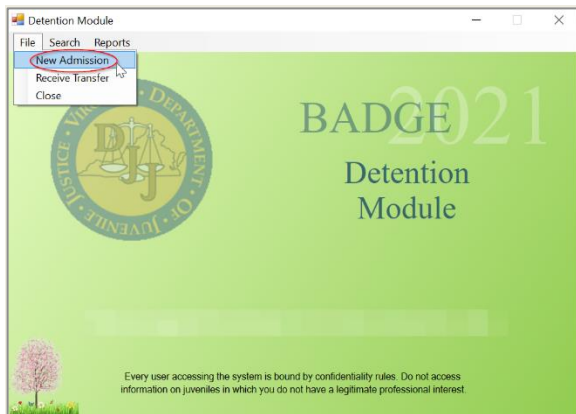 Detention Module
File Search Reports
New Admission
Receive Transfer
Close
VIRGINIA DEPARTMENT OF JUVENILE JUSTICE
DJJ
BADGE 2021
Detention
Module
Every user accessing the system is bound by confidentiality rules. Do not access
information on juveniles in which you do not have a legitimate professional interest.